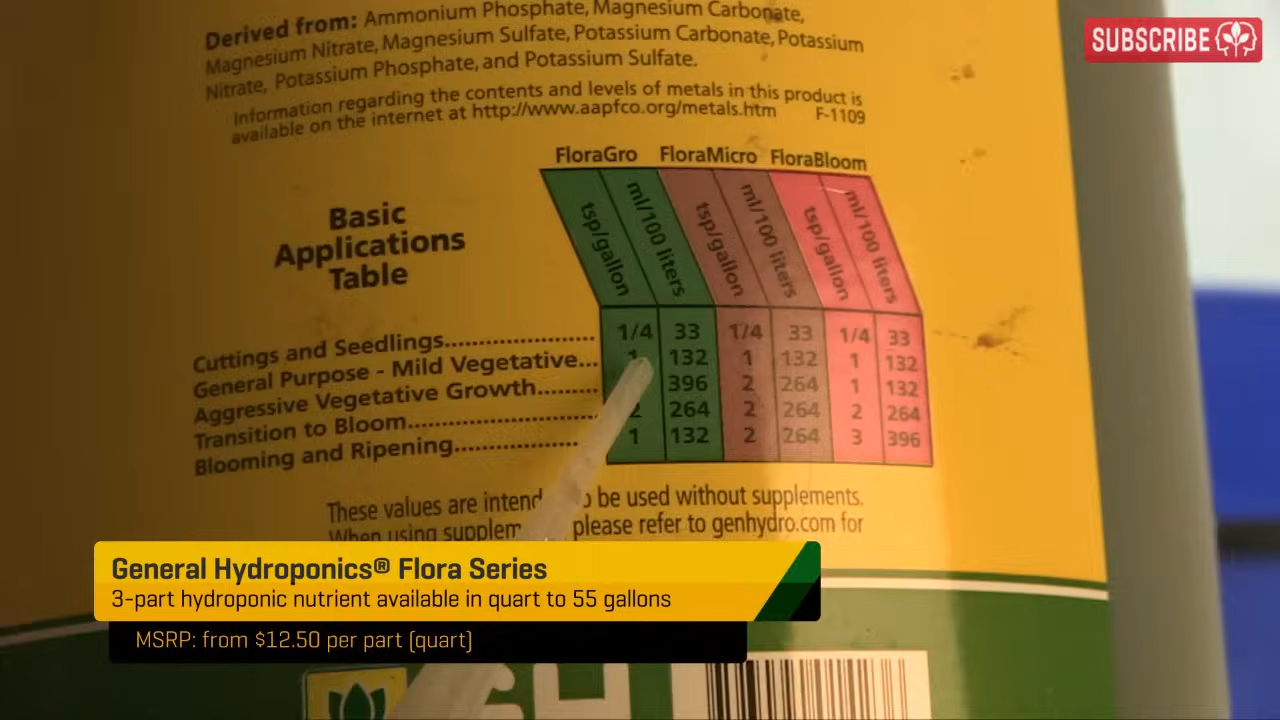 SUBSCRIBE
Derived from: Ammonium Phosphate, Magnesium Carbonate,
Magnesium Nitrate, Magnesium Sulfate, Potassium Carbonate, Potassium
Nitrate, Potassium Phosphate, and Potassium Sulfate.
Information regarding the contents and levels of metals in this product is
available on the internet at http://www.aapfco.org/metals.htm F-1109
FloraGro FloraMicro FloraBloom
tsp/gallon ml/100 liters tsp/gallon ml/100 liters tsp/gallon ml/100 liters
Basic
Applications
Table
Cuttings and Seedlings 1/4 33 1/4 33 1/4 33
General Purpose - Mild Vegetative... 1 132 1 132 1 132
Aggressive Vegetative Growth 396 2 264 1 132
Transition to Bloom 2 264 2 264 2 264
Blooming and Ripening 1 132 2 264 3 396
These values are intend o be used without supplements.
When using supplem please refer to genhydro.com for
General Hydroponics® Flora Series
3-part hydroponic nutrient available in quart to 55 gallons
MSRP: from $12.50 per part (quart)
GH